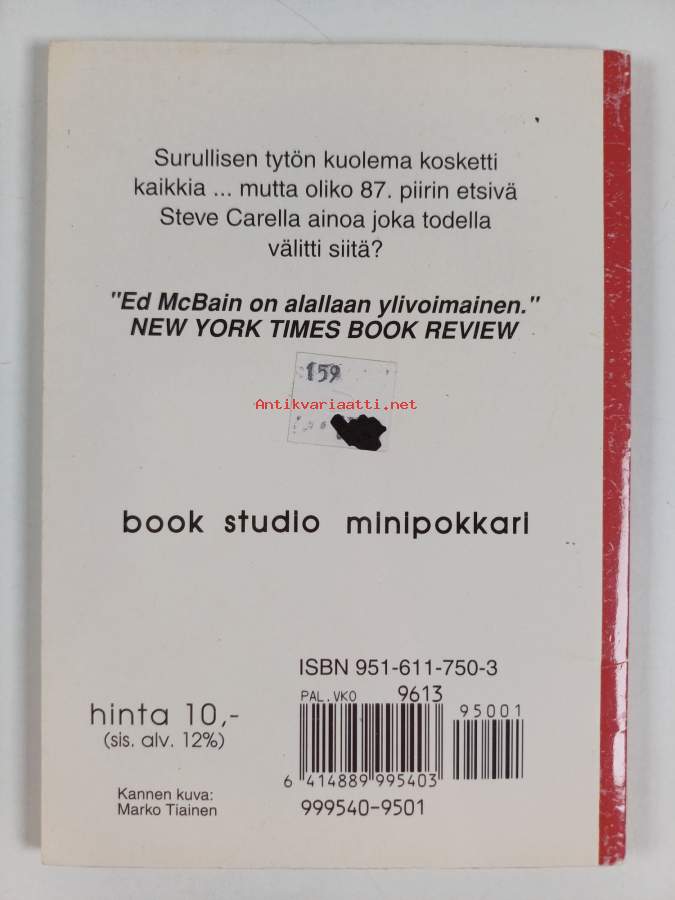 Surullisen tytön kuolema kosketti
kaikkia ... mutta oliko 87. piirin etsivä
Steve Carella ainoa joka todella
välitti siitä?
"Ed McBain on alallaan ylivoimainen."
NEW YORK TIMES BOOK REVIEW
159
Antikvariaatti.net
book studio minipokkari
ISBN 951-611-750-3
PAL.VKO 9613
95001
hinta 10,-
(sis. alv. 12%)
6 414889 995403
999540-9501
Kannen kuva:
Marko Tiainen